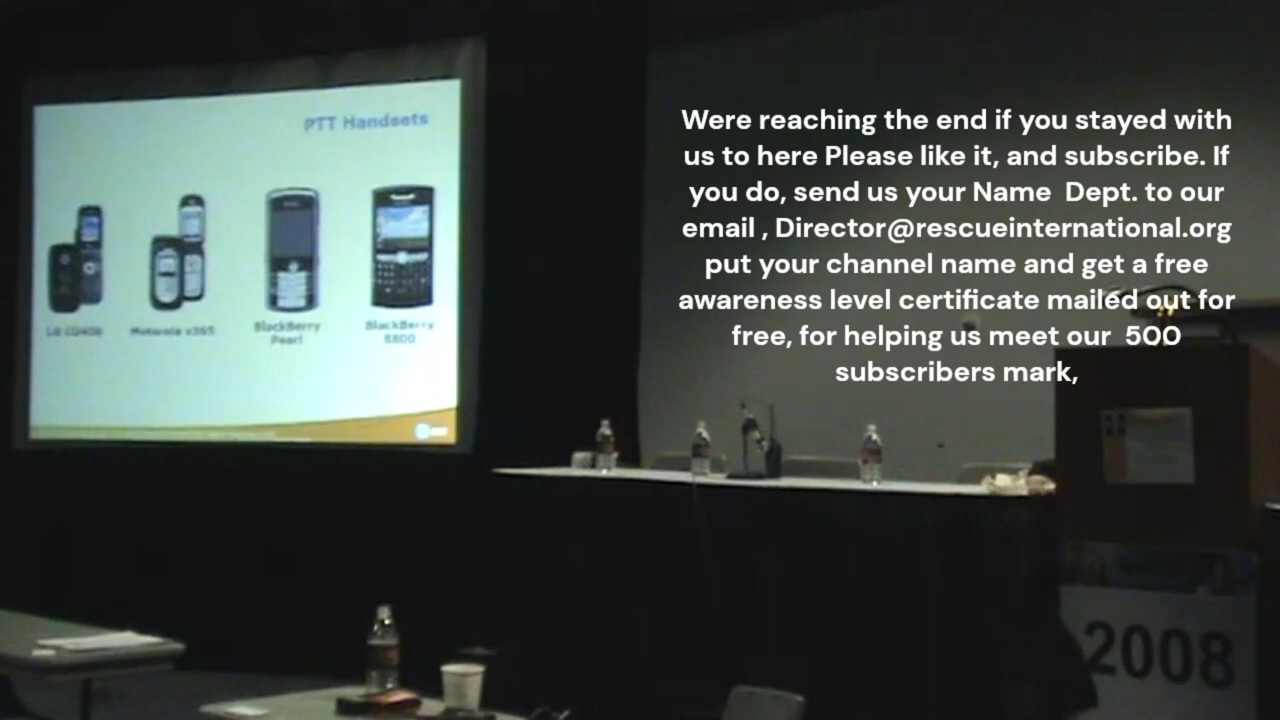 PTT Handsets
Motorola v365
BlackBerry
Pearl
BlackBerry
8800
Were reaching the end if you stayed with
us to here Please like it, and subscribe. If
you do, send us your Name  Dept. to our
email , Director@rescueinternational.org
put your channel name and get a free
awareness level certificate mailed out for
free, for helping us meet our  500
subscribers mark,
2008